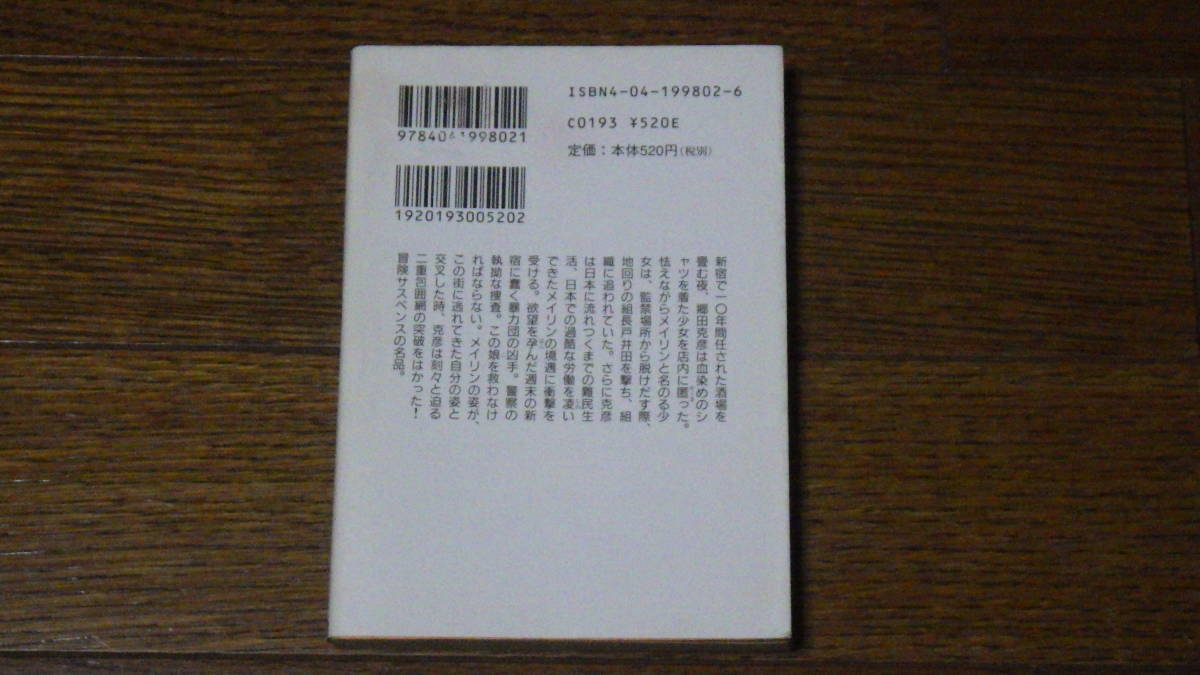 9784041998021
ISBN4-04-199802-6
C0193 ¥520E
定価：本体520円（税別）
1920193005202
新宿で一〇年間任された酒場を
畳む夜、郷田克彦は血染めのシ
ャツを着た少女を店内に匿った。
怯えながらメイリンと名のる少
女は、監禁場所から脱けだす際、
地回りの組長戸井田を撃ち、組
織に追われていた。さらに克彦
は日本に流れつくまでの難民生
活、日本での過酷な労働を凌い
できたメイリンの境遇に衝撃を
受ける。欲望を孕んだ週末の新
宿に蠢く暴力団の凶手。警察の
執拗な捜査。この娘を救わなけ
ればならない。メイリンの姿が、
この街に逃れてきた自分の姿と
交叉した時、克彦は刻々と迫る
二重包囲網の突破をはかった！
冒険サスペンスの名品。